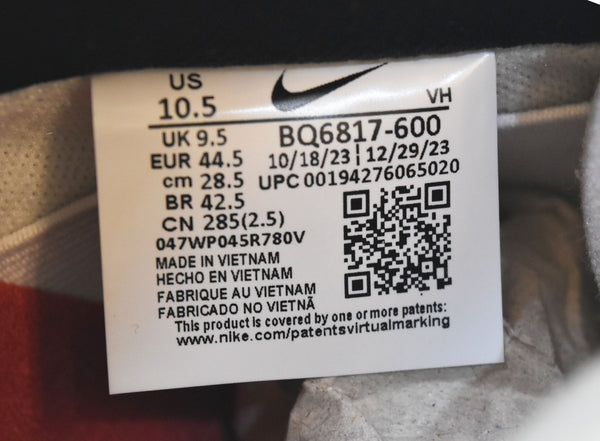 US
10.5
VH
UK 9.5
BQ6817-600
EUR 44.5
10/18/23 | 12/29/23
cm 28.5
UPC 00194276065020
BR 42.5
CN 285(2.5)
047WP045R780V
MADE IN VIETNAM
HECHO EN VIETNAM
FABRIQUE AU VIETNAM
FABRICADO NO VIETNÃ
This product is covered by one or more patents:
www.nike.com/patentsvirtualmarking